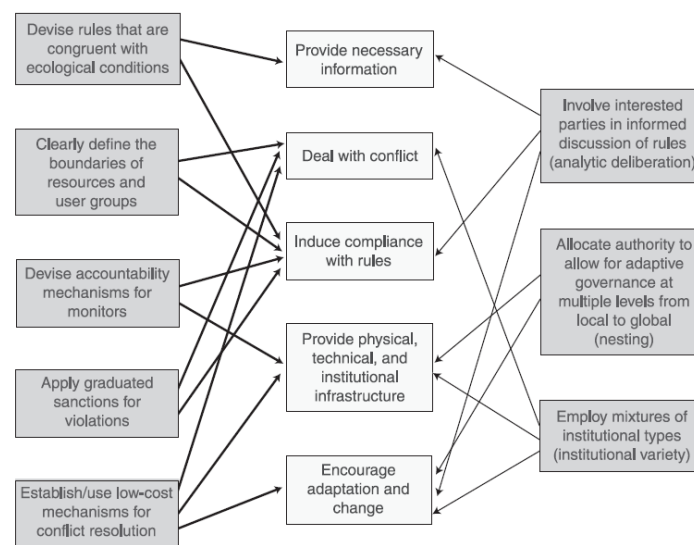 Devise rules that are
congruent with
ecological conditions
Clearly define the
boundaries of
resources and
user groups
Devise accountability
mechanisms for
monitors
Apply graduated
sanctions for
violations
Establish/use low-cost
mechanisms for
conflict resolution
Provide necessary
information
Deal with conflict
Induce compliance
with rules
Provide physical,
technical, and
institutional
infrastructure
Encourage
adaptation and
change
Involve interested
parties in informed
discussion of rules
(analytic deliberation)
Allocate authority to
allow for adaptive
governance at
multiple levels from
local to global
(nesting)
Employ mixtures of
institutional types
(institutional variety)